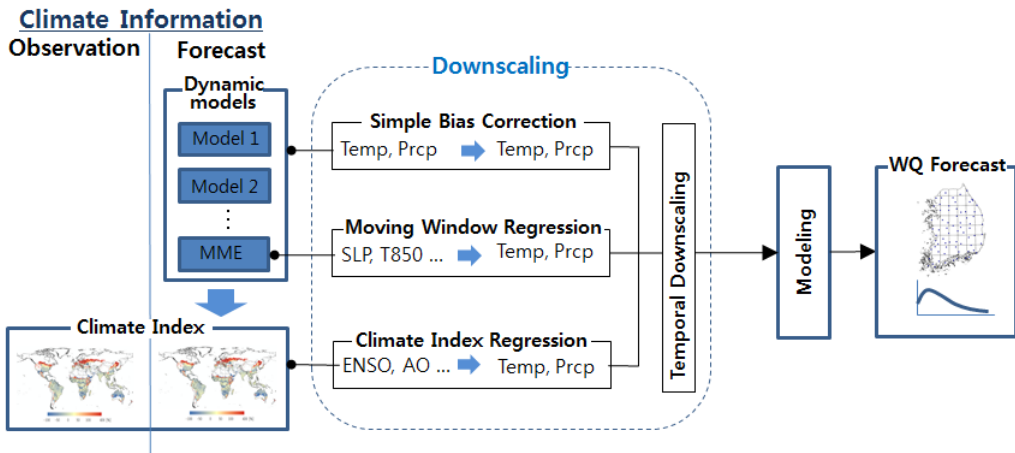 Climate Information
Observation
Forecast
Dynamic
models
Model 1
Model 2
⋮
MME
Climate Index
Downscaling
Simple Bias Correction
Temp, Prcp
Temp, Prcp
Moving Window Regression
SLP, T850 ...
Temp, Prcp
Climate Index Regression
ENSO, AO ...
Temp, Prcp
Temporal Downscaling
Modeling
WQ Forecast